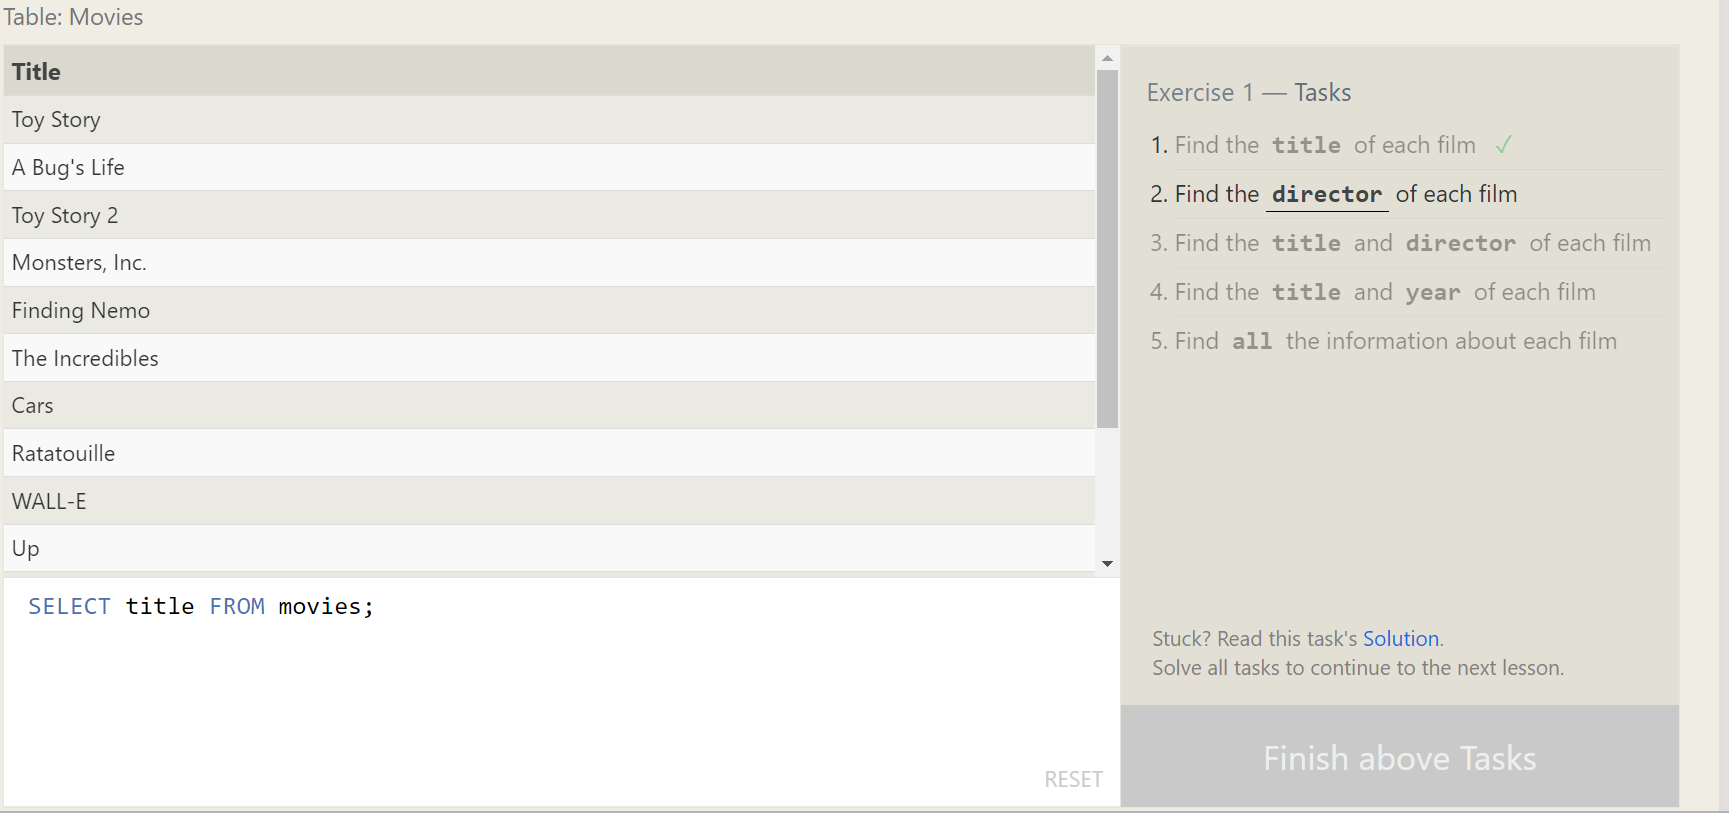 Table: Movies
Title
Toy Story
A Bug's Life
Toy Story 2
Monsters, Inc.
Finding Nemo
The Incredibles
Cars
Ratatouille
WALL-E
Up
SELECT title FROM movies;
RESET
Exercise 1 — Tasks
1. Find the title of each film ✓
2. Find the director of each film
3. Find the title and director of each film
4. Find the title and year of each film
5. Find all the information about each film
Stuck? Read this task's Solution.
Solve all tasks to continue to the next lesson.
Finish above Tasks